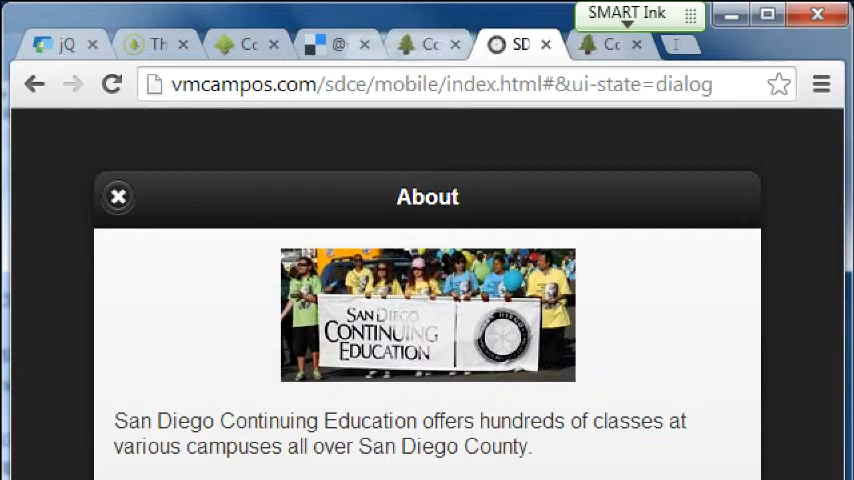 SMART Ink
jQ
Th
Cc
@
Cc
SD
Cc
vmcampos.com/sdce/mobile/index.html#&ui-state=dialog
About
SAN DIEGO
CONTINUING
EDUCATION
San Diego Continuing Education offers hundreds of classes at
various campuses all over San Diego County.